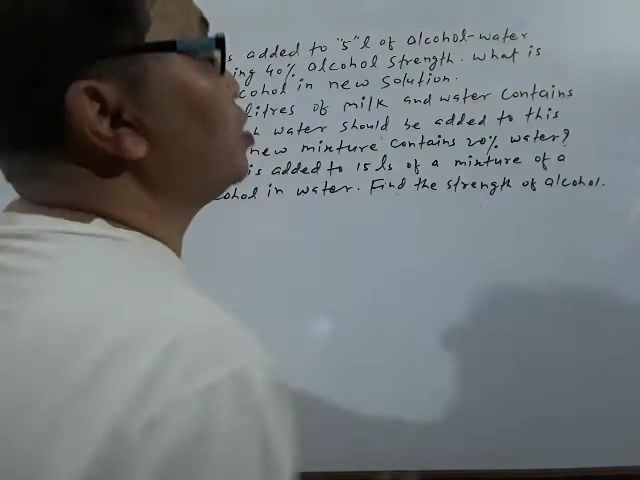 s added to "5" l of alcohol-water
ing 40% alcohol strength. What is
cohol in new solution.
litres of milk and water contains
h water should be added to this
new mixture contains 20% water?
is added to 15 ls of a mixture of a
cohol in water. Find the strength of alcohol.